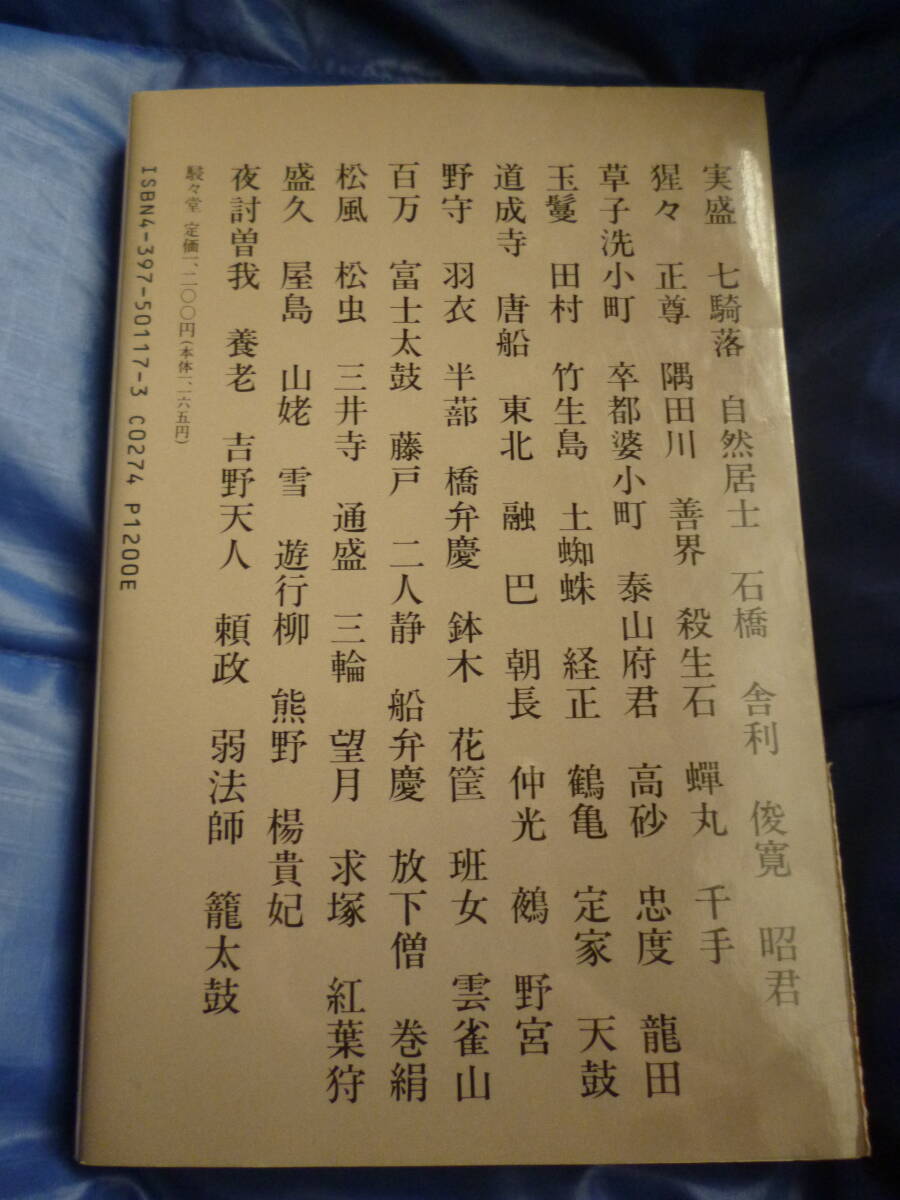 実盛 七騎落 自然居士 石橋 舎利 俊寛 昭君
猩々 正尊 隅田川 善界 殺生石 蟬丸 千手
草子洗小町 卒都婆小町 泰山府君 高砂 忠度 龍田
玉鬘 田村 竹生島 土蜘蛛 経正 鶴亀 定家 天鼓
道成寺 唐船 東北 融 巴 朝長 仲光 鵺 野宮
野守 羽衣 半蔀 橋弁慶 鉢木 花筐 班女 雲雀山
百万 富士太鼓 藤戸 二人静 船弁慶 放下僧 巻絹
松風 松虫 三井寺 通盛 三輪 望月 求塚 紅葉狩
盛久 屋島 山姥 雪 遊行柳 熊野 楊貴妃
夜討曽我 養老 吉野天人 頼政 弱法師 籠太鼓
駸々堂 定価一、二〇〇円(本体一、一六五円)
ISBN4-397-50117-3 C0274 P1200E